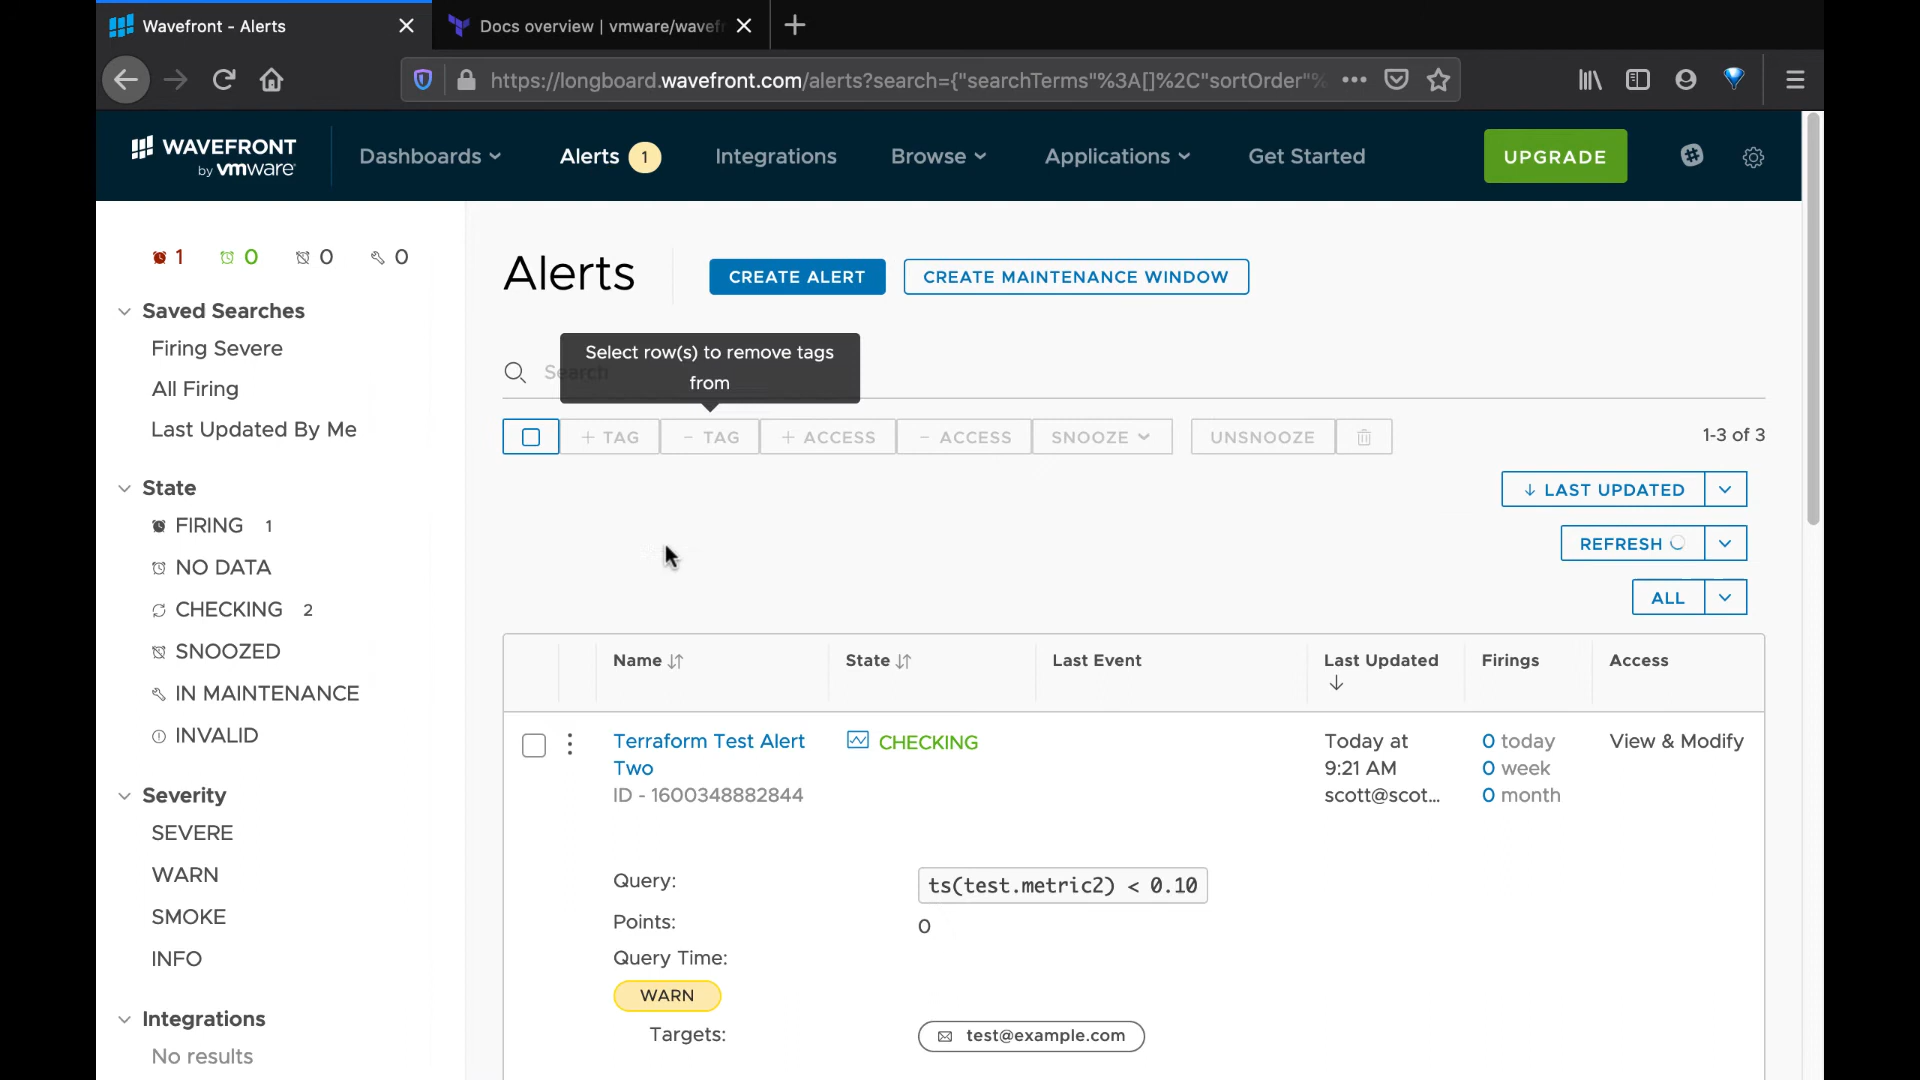 Wavefront - Alerts
Docs overview | vmware/wavef
https://longboard.wavefront.com/alerts?search={"searchTerms"%3A[]%2C"sortOrder"%
WAVEFRONT
by vmware
Dashboards
Alerts 1
Integrations
Browse
Applications
Get Started
UPGRADE
1 0 0 0
Saved Searches
Firing Severe
All Firing
Last Updated By Me
State
FIRING 1
NO DATA
CHECKING 2
SNOOZED
IN MAINTENANCE
INVALID
Severity
SEVERE
WARN
SMOKE
INFO
Integrations
No results
Alerts
CREATE ALERT
CREATE MAINTENANCE WINDOW
Search
Select row(s) to remove tags
from
+ TAG
- TAG
+ ACCESS
- ACCESS
SNOOZE
UNSNOOZE
1-3 of 3
↓ LAST UPDATED
REFRESH
ALL
Name
State
Last Event
Last Updated
Firings
Access
Terraform Test Alert
Two
ID - 1600348882844
CHECKING
Today at
9:21 AM
scott@scot...
0 today
0 week
0 month
View & Modify
Query:
ts(test.metric2) < 0.10
Points:
0
Query Time:
WARN
Targets:
test@example.com